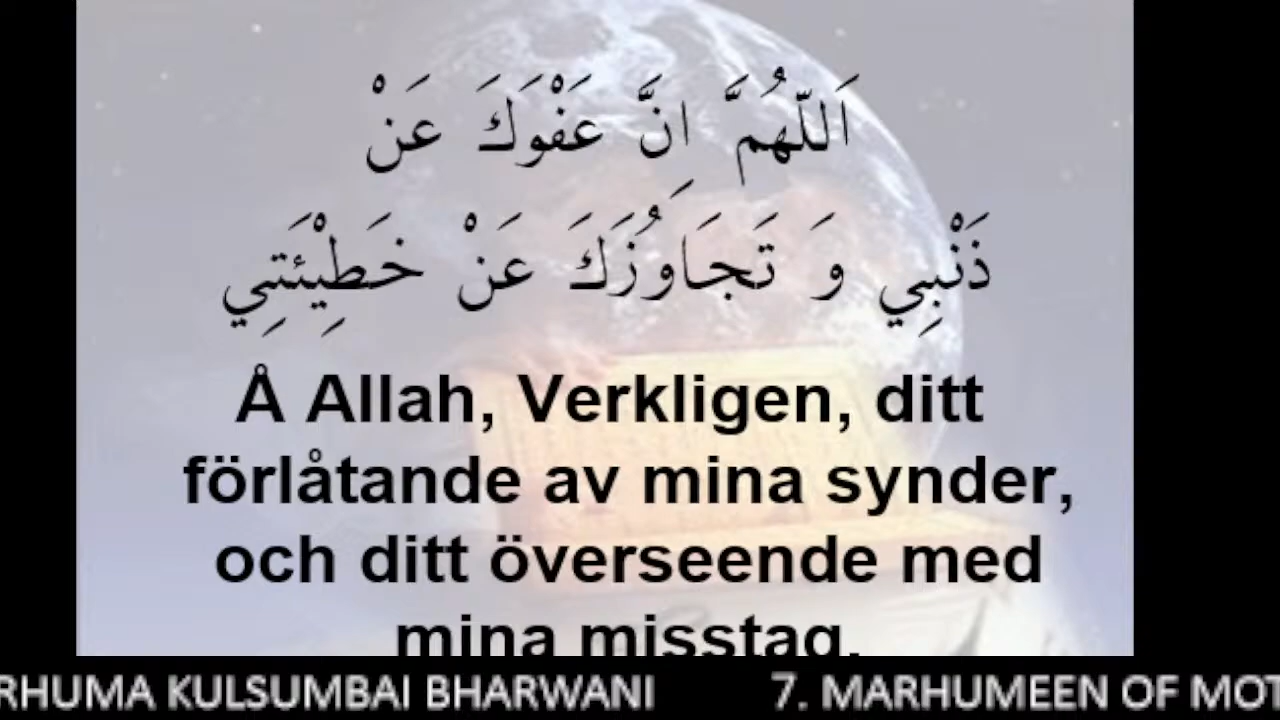 اَللّهُمَّ اِنَّ عَفْوَكَ عَنْ
ذَنْبِي وَ تَجَاوُزَكَ عَنْ خَطِيْئَتِي
Å Allah, Verkligen, ditt
förlåtande av mina synder,
och ditt överseende med
mina misstag,
RHUMA KULSUMBAI BHARWANI 7. MARHUMEEN OF MOT